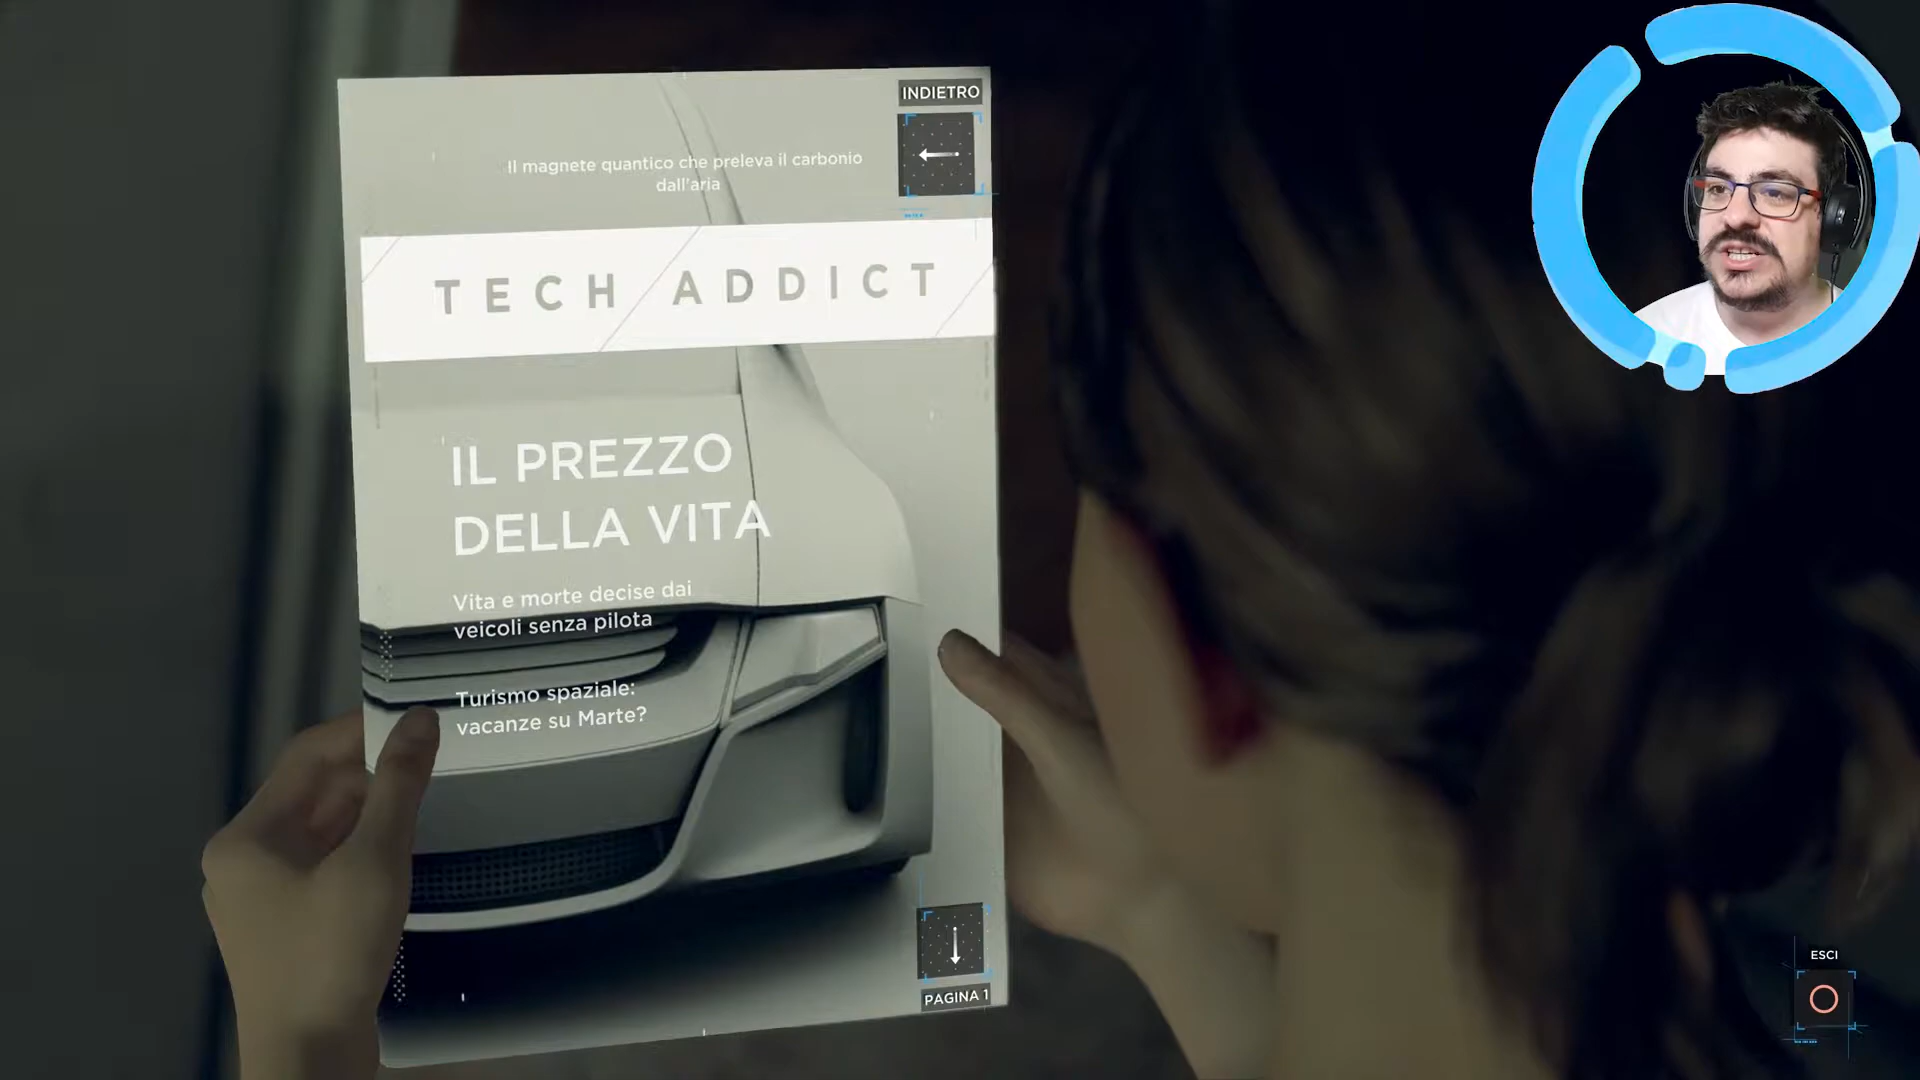 INDIETRO
Il magnete quantico che preleva il carbonio
dall'aria
TECH ADDICT
IL PREZZO
DELLA VITA
Vita e morte decise dai
veicoli senza pilota
Turismo spaziale:
vacanze su Marte?
PAGINA 1
ESCI